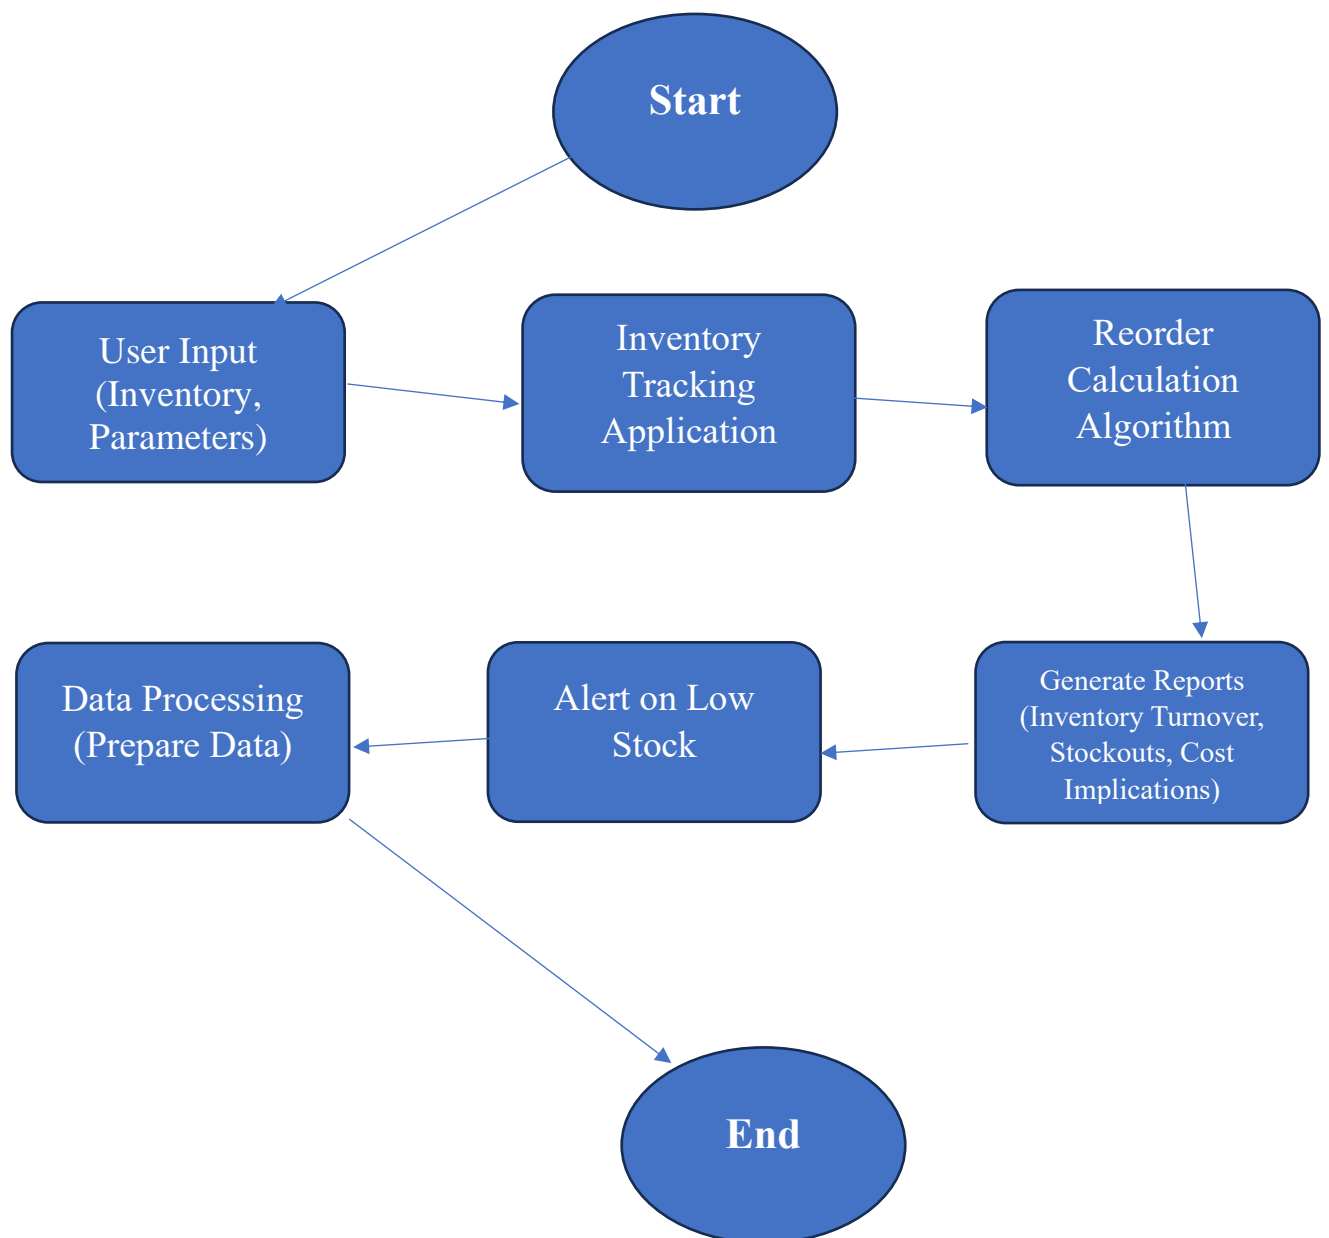 Start
User Input
(Inventory,
Parameters)
Inventory
Tracking
Application
Reorder
Calculation
Algorithm
Generate Reports
(Inventory Turnover,
Stockouts, Cost
Implications)
Alert on Low
Stock
Data Processing
(Prepare Data)
End